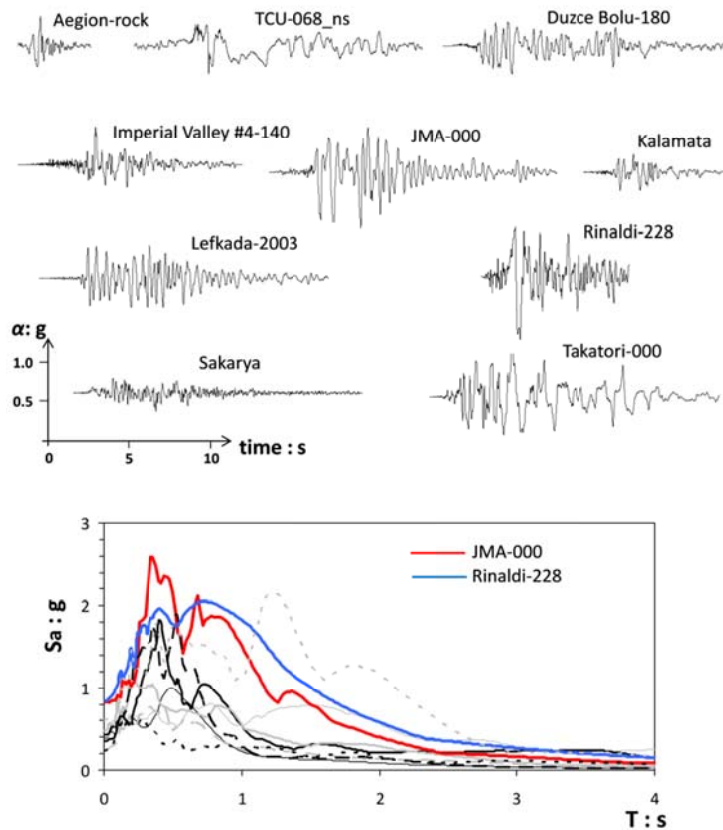 Aegion-rock
TCU-068_ns
Duzce Bolu-180
Imperial Valley #4-140
JMA-000
Kalamata
Lefkada-2003
Rinaldi-228
α: g
1.0
0.5
Sakarya
Takatori-000
0 5 10
time : s
3
2
1
0
Sa : g
JMA-000
Rinaldi-228
0 1 2 3 4
T : s